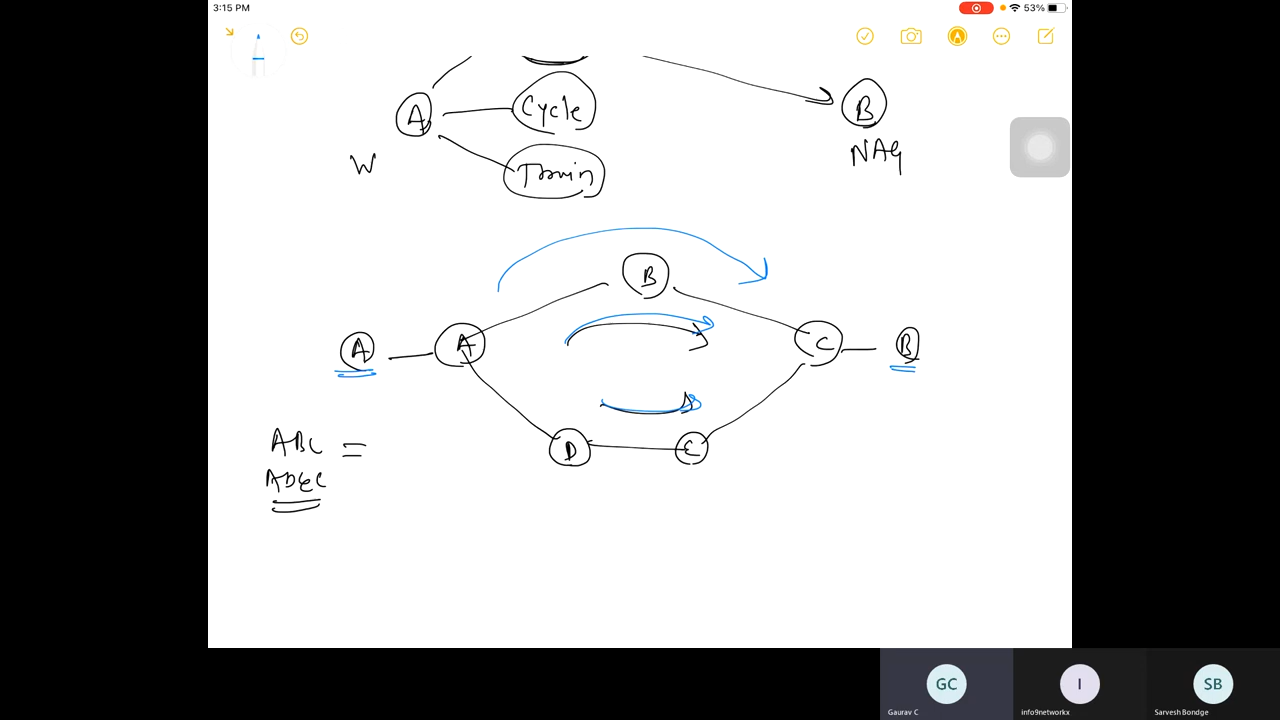 3:15 PM
53%
A
Cycle
B
W
Train
NAG
B
A
A
C
B
ABC =
D
E
ADEC
GC
I
SB
Gaurav C
info9networkx
Sarvesh Bondge